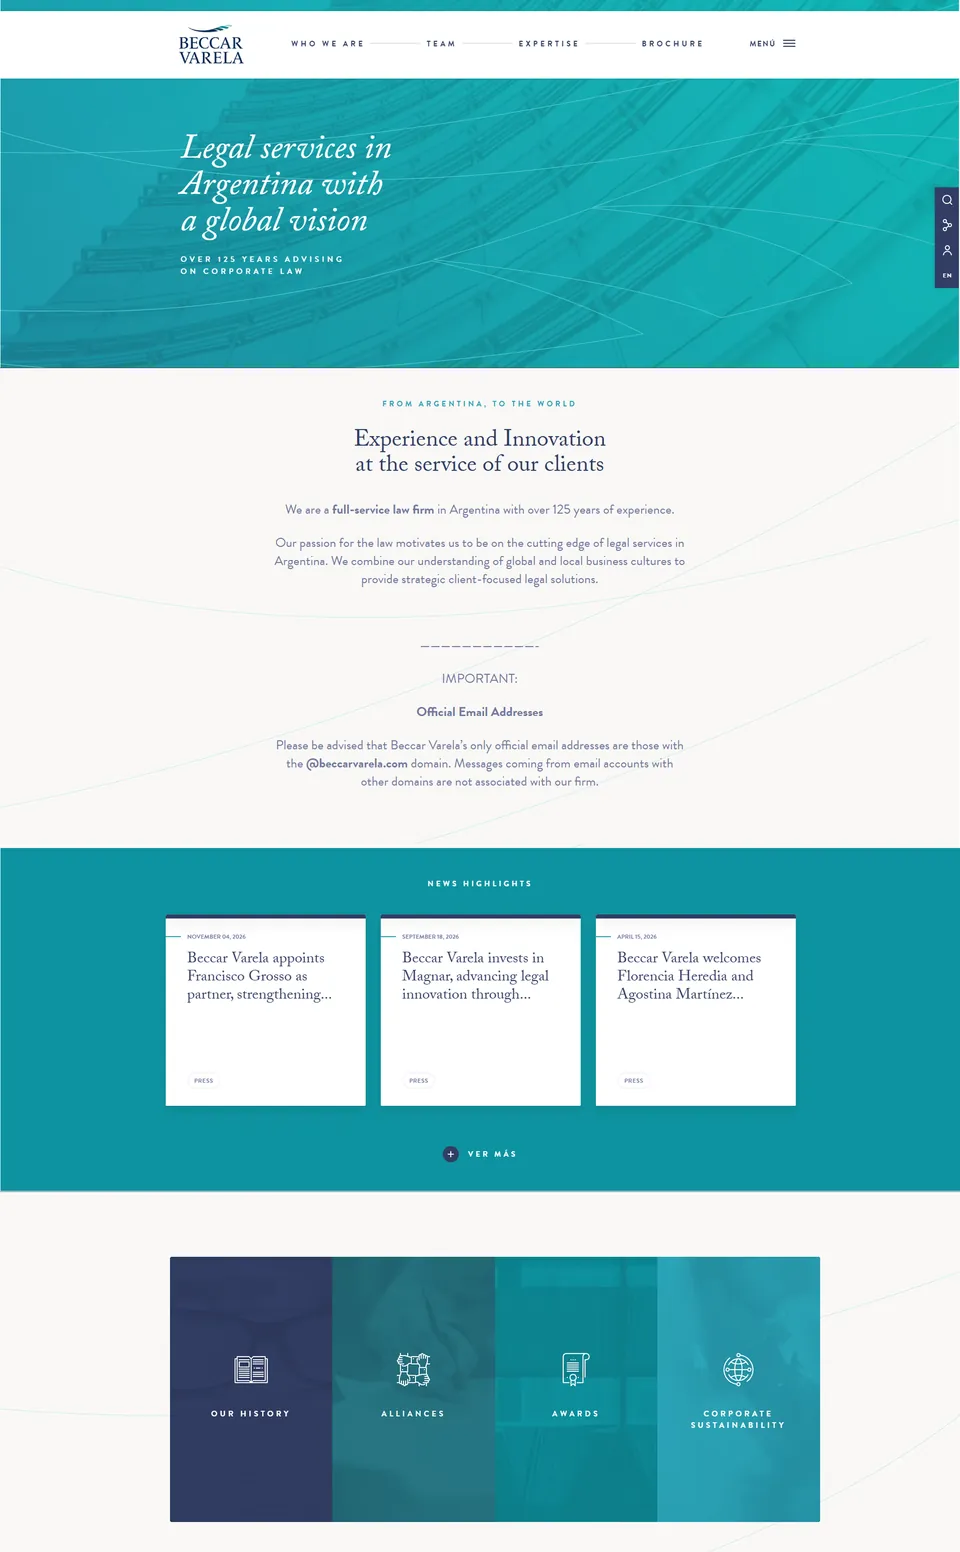 BECCAR
VARELA
WHO WE ARE
TEAM
EXPERTISE
BROCHURE
MENÚ
Legal services in
Argentina with
a global vision
OVER 125 YEARS ADVISING
ON CORPORATE LAW
EN
FROM ARGENTINA, TO THE WORLD
Experience and Innovation
at the service of our clients
We are a full-service law firm in Argentina with over 125 years of experience.
Our passion for the law motivates us to be on the cutting edge of legal services in
Argentina. We combine our understanding of global and local business cultures to
provide strategic client-focused legal solutions.
———————————-
IMPORTANT:
Official Email Addresses
Please be advised that Beccar Varela's only official email addresses are those with
the @beccarvarela.com domain. Messages coming from email accounts with
other domains are not associated with our firm.
NEWS HIGHLIGHTS
NOVEMBER 04, 2026
Beccar Varela appoints
Francisco Grosso as
partner, strengthening...
PRESS
SEPTEMBER 18, 2026
Beccar Varela invests in
Magnar, advancing legal
innovation through...
PRESS
APRIL 15, 2026
Beccar Varela welcomes
Florencia Heredia and
Agostina Martínez...
PRESS
VER MÁS
OUR HISTORY
ALLIANCES
AWARDS
CORPORATE
SUSTAINABILITY